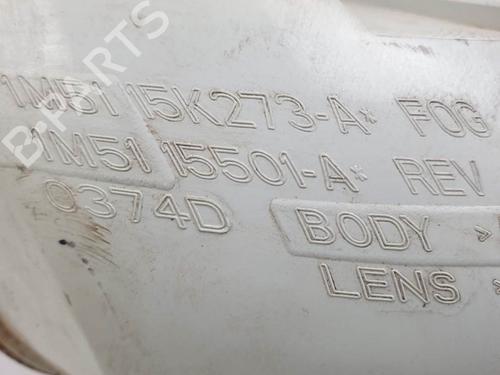 B-PARTS
1M51 15K273-A* FOG
1M51 15501-A* REV
0374D
BODY >
LENS